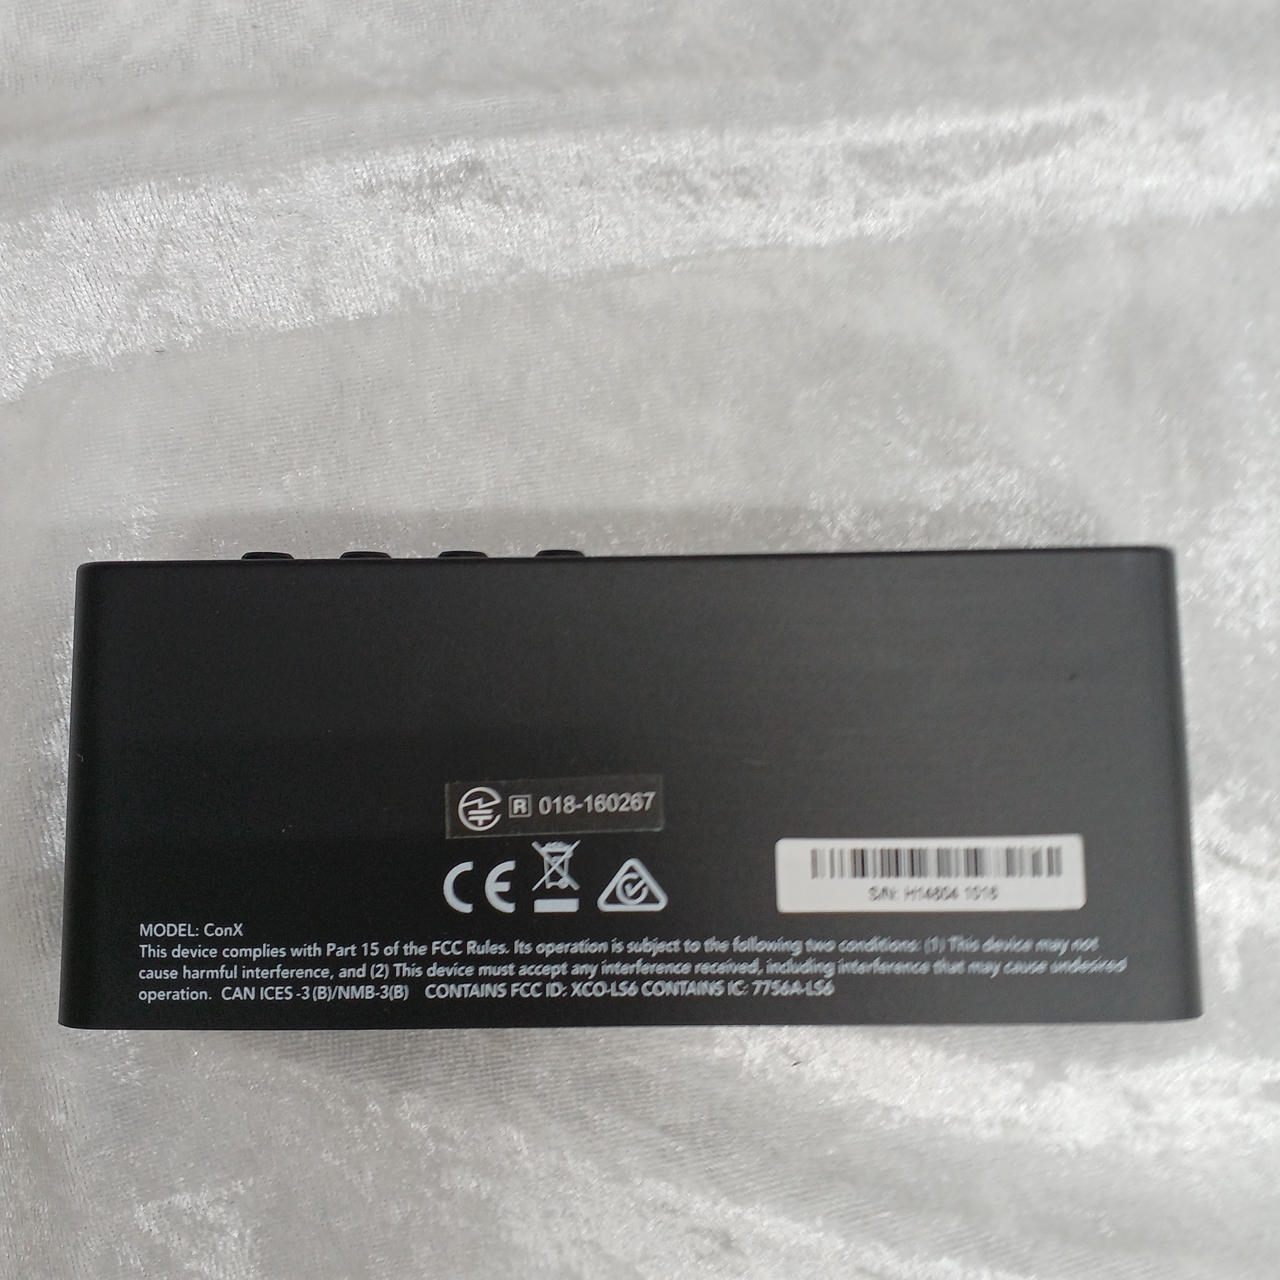 R 018-160267
CE
S/N: H14604 1016
MODEL: ConX
This device complies with Part 15 of the FCC Rules. Its operation is subject to the following two conditions: (1) This device may not
cause harmful interference, and (2) This device must accept any interference received, including interference that may cause undesired
operation. CAN ICES -3 (B)/NMB-3(B) CONTAINS FCC ID: XCO-LS6 CONTAINS IC: 7756A-LS6